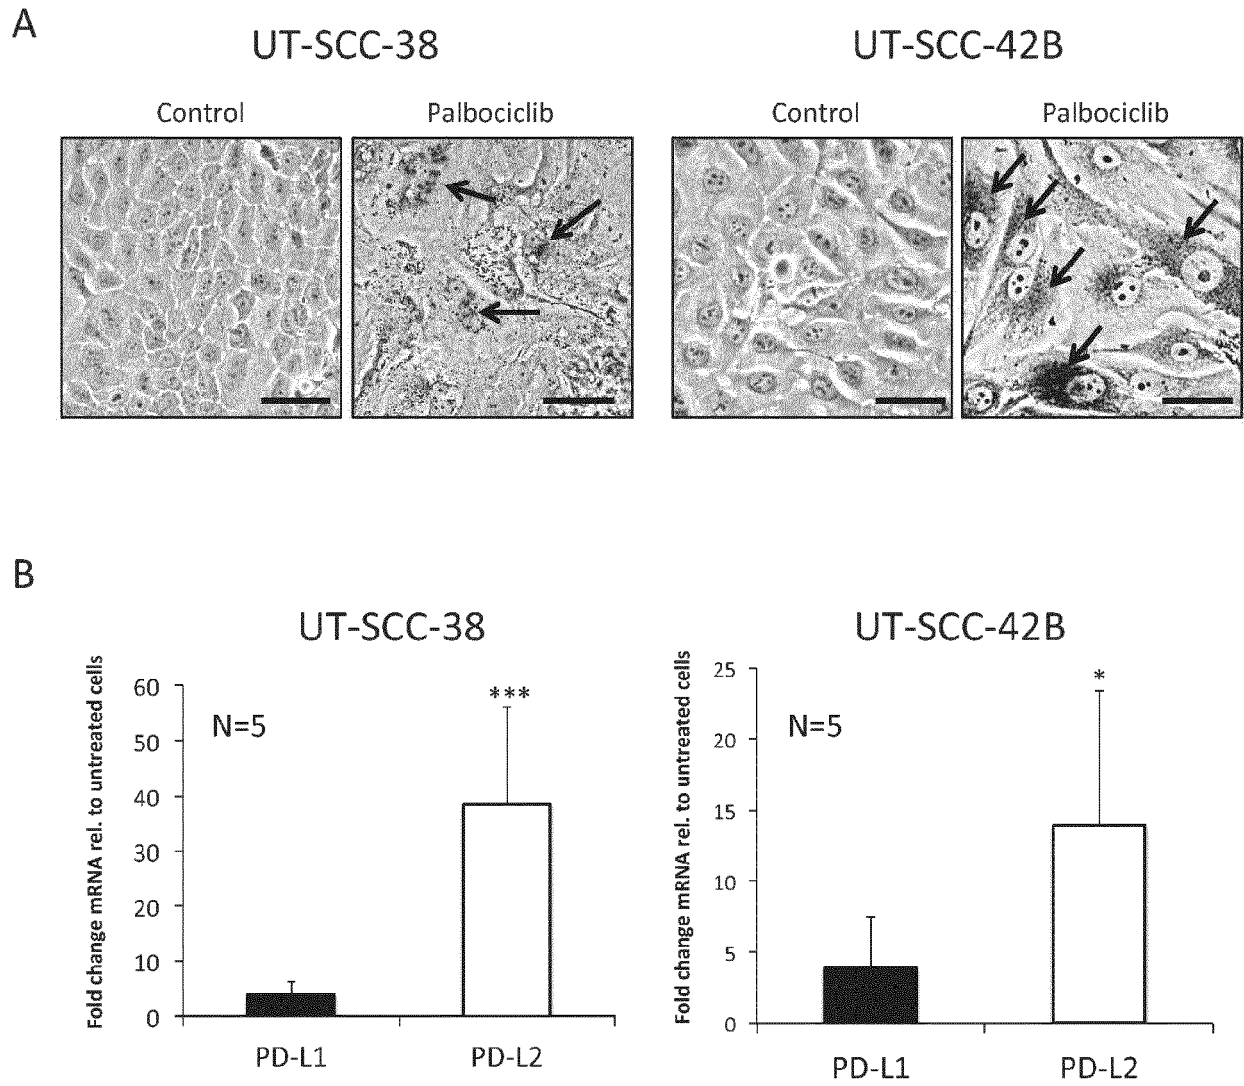 A
UT-SCC-38
UT-SCC-42B
Control
Palbociclib
Control
Palbociclib
B
UT-SCC-38
UT-SCC-42B
Fold change mRNA rel. to untreated cells
60
50
40
30
20
10
0
N=5
***
PD-L1
PD-L2
Fold change mRNA rel. to untreated cells
25
20
15
10
5
0
N=5
*
PD-L1
PD-L2